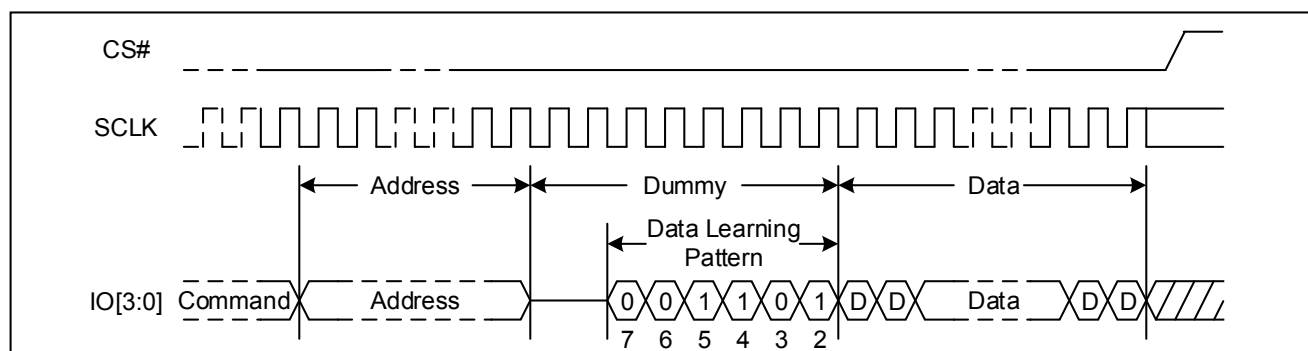 CS#
SCLK
Address Dummy Data
Data Learning
Pattern
IO[3:0] Command Address 0 0 1 1 0 1 D D Data D D
7 6 5 4 3 2